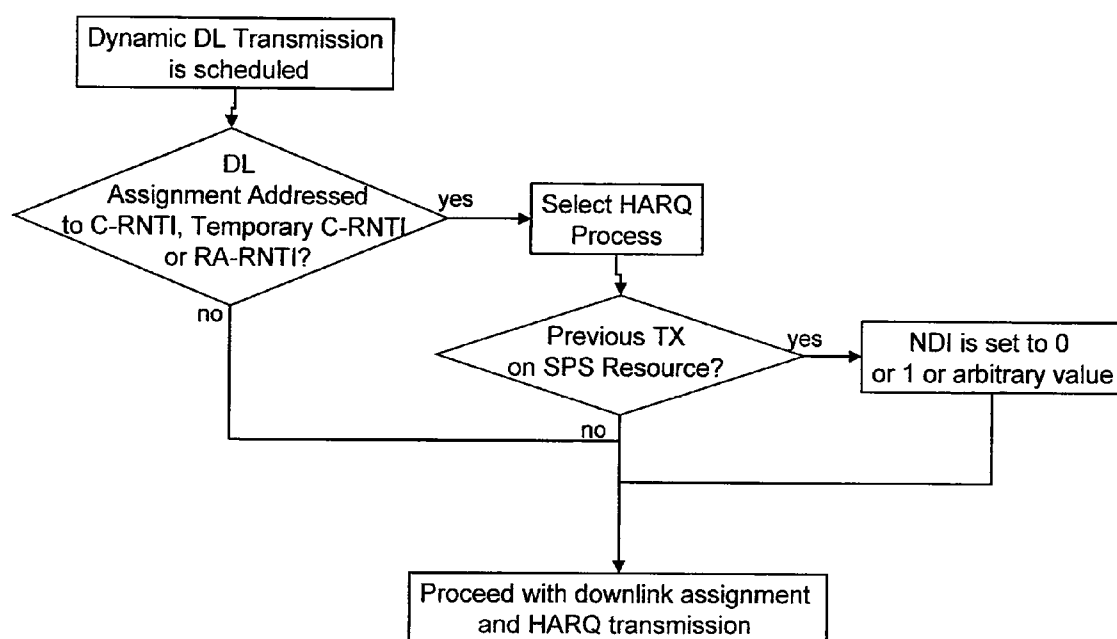 Dynamic DL Transmission
is scheduled
DL
Assignment Addressed
to C-RNTI, Temporary C-RNTI
or RA-RNTI?
yes
Select HARQ
Process
no
Previous TX
on SPS Resource?
yes
NDI is set to 0
or 1 or arbitrary value
no
Proceed with downlink assignment
and HARQ transmission